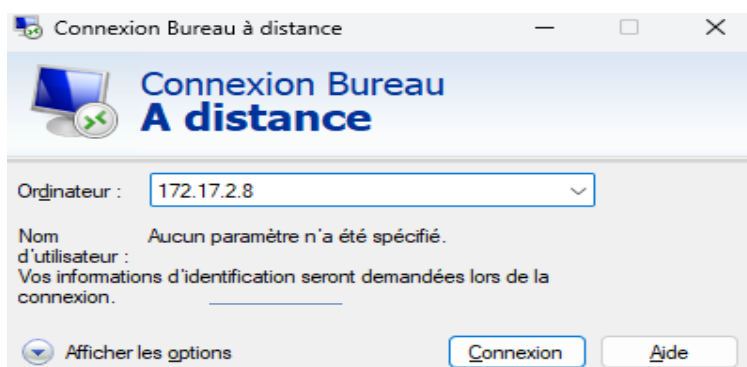 Connexion Bureau à distance
Connexion Bureau
A distance
Ordinateur : 172.17.2.8
Nom Aucun paramètre n'a été spécifié.
d'utilisateur :
Vos informations d'identification seront demandées lors de la
connexion.
Afficher les options Connexion Aide